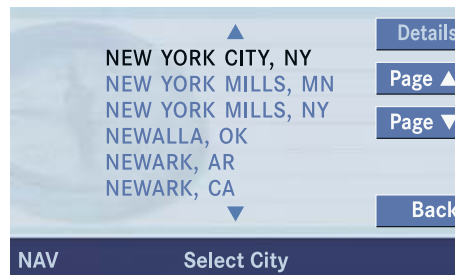 Details
NEW YORK CITY, NY
NEW YORK MILLS, MN
Page ▲
NEW YORK MILLS, NY
Page ▼
NEWALLA, OK
NEWARK, AR
NEWARK, CA
Back
NAV
Select City